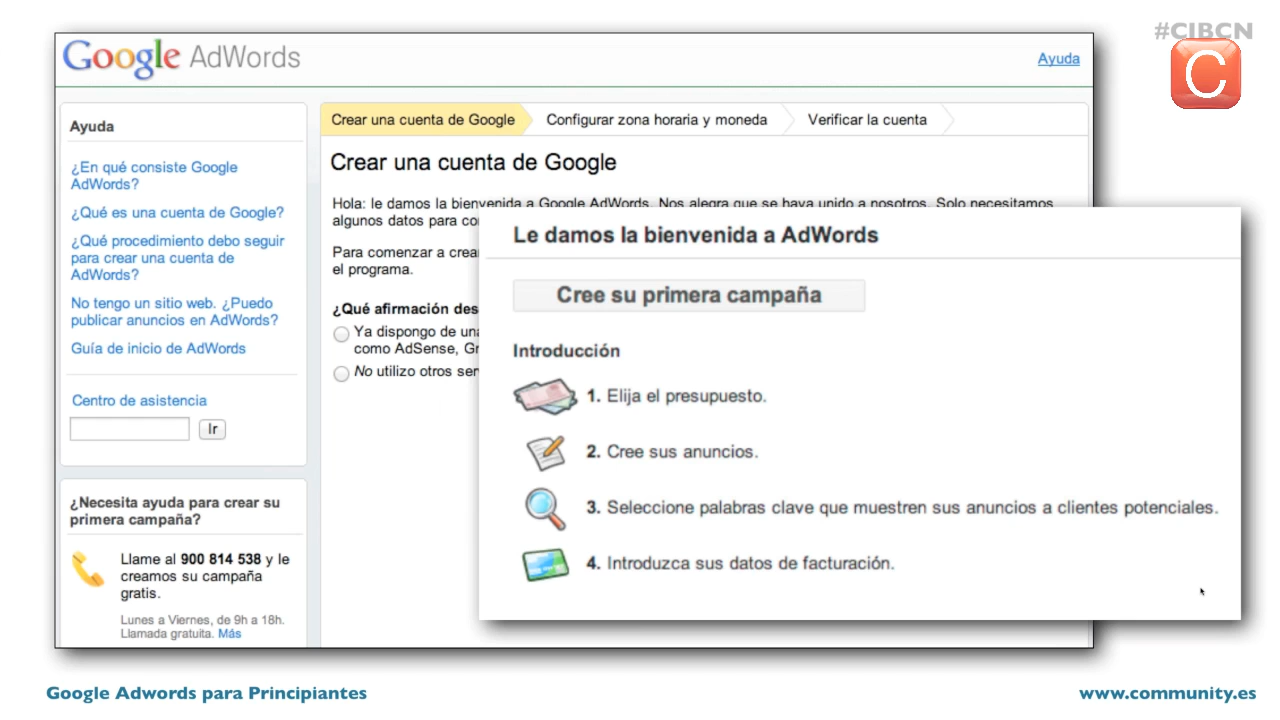 #CIBCN
C
Google AdWords
Ayuda
Ayuda
¿En qué consiste Google
AdWords?
¿Qué es una cuenta de Google?
¿Qué procedimiento debo seguir
para crear una cuenta de
AdWords?
No tengo un sitio web. ¿Puedo
publicar anuncios en AdWords?
Guía de inicio de AdWords
Centro de asistencia
Ir
¿Necesita ayuda para crear su
primera campaña?
Llame al 900 814 538 y le
creamos su campaña
gratis.
Lunes a Viernes, de 9h a 18h.
Llamada gratuita. Más
Crear una cuenta de Google Configurar zona horaria y moneda Verificar la cuenta
Crear una cuenta de Google
Hola: le damos la bienvenida a Google AdWords. Nos alegra que se haya unido a nosotros. Solo necesitamos
algunos datos para
Para comenzar a
el programa.
¿Qué afirmación
Ya dispongo de
como AdSense,
No utilizo otros
Le damos la bienvenida a AdWords
Cree su primera campaña
Introducción
1. Elija el presupuesto.
2. Cree sus anuncios.
3. Seleccione palabras clave que muestren sus anuncios a clientes potenciales.
4. Introduzca sus datos de facturación.
Google Adwords para Principiantes
www.community.es